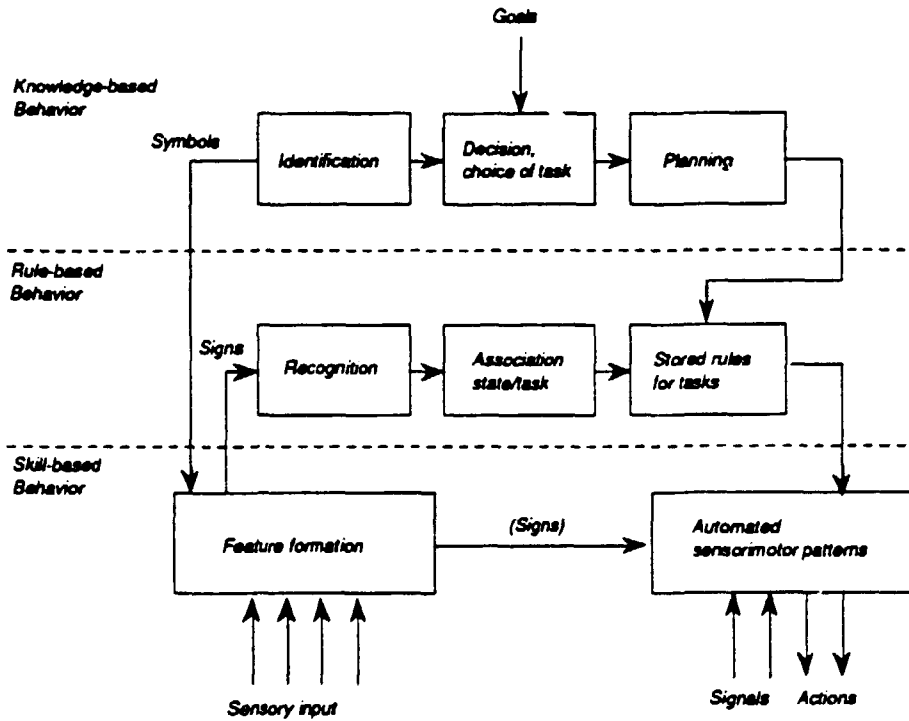 Goals
Knowledge-based
Behavior
Symbols
Identification
Decision,
choice of task
Planning
Rule-based
Behavior
Signs
Recognition
Association
state/task
Stored rules
for tasks
Skill-based
Behavior
Feature formation
(Signs)
Automated
sensorimotor patterns
Sensory input
Signals
Actions